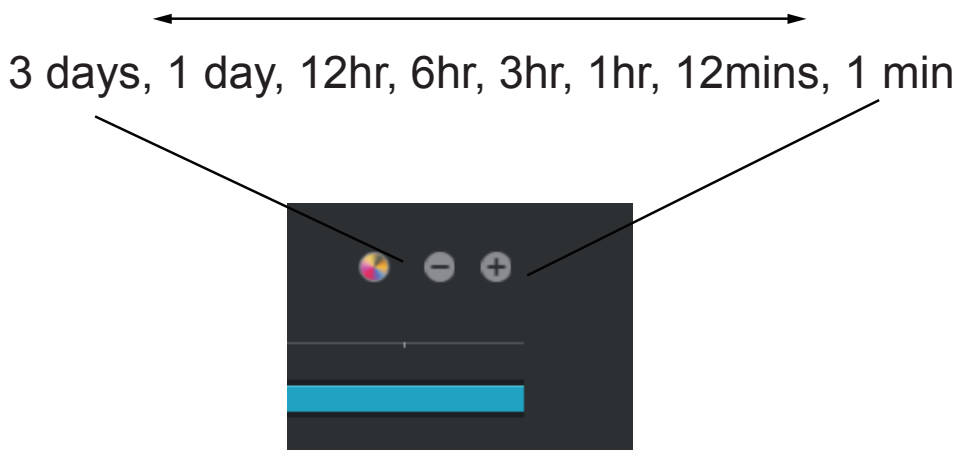 3 days, 1 day, 12hr, 6hr, 3hr, 1hr, 12mins, 1 min